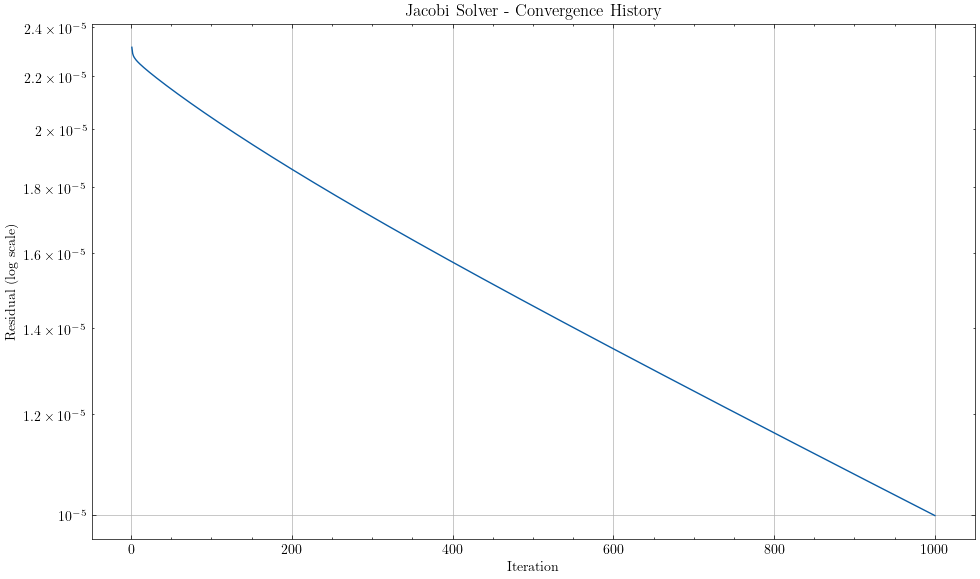 Jacobi Solver - Convergence History
Residual (log scale)
2.4 × 10⁻⁵
2.2 × 10⁻⁵
2 × 10⁻⁵
1.8 × 10⁻⁵
1.6 × 10⁻⁵
1.4 × 10⁻⁵
1.2 × 10⁻⁵
10⁻⁵
0 200 400 600 800 1000
Iteration